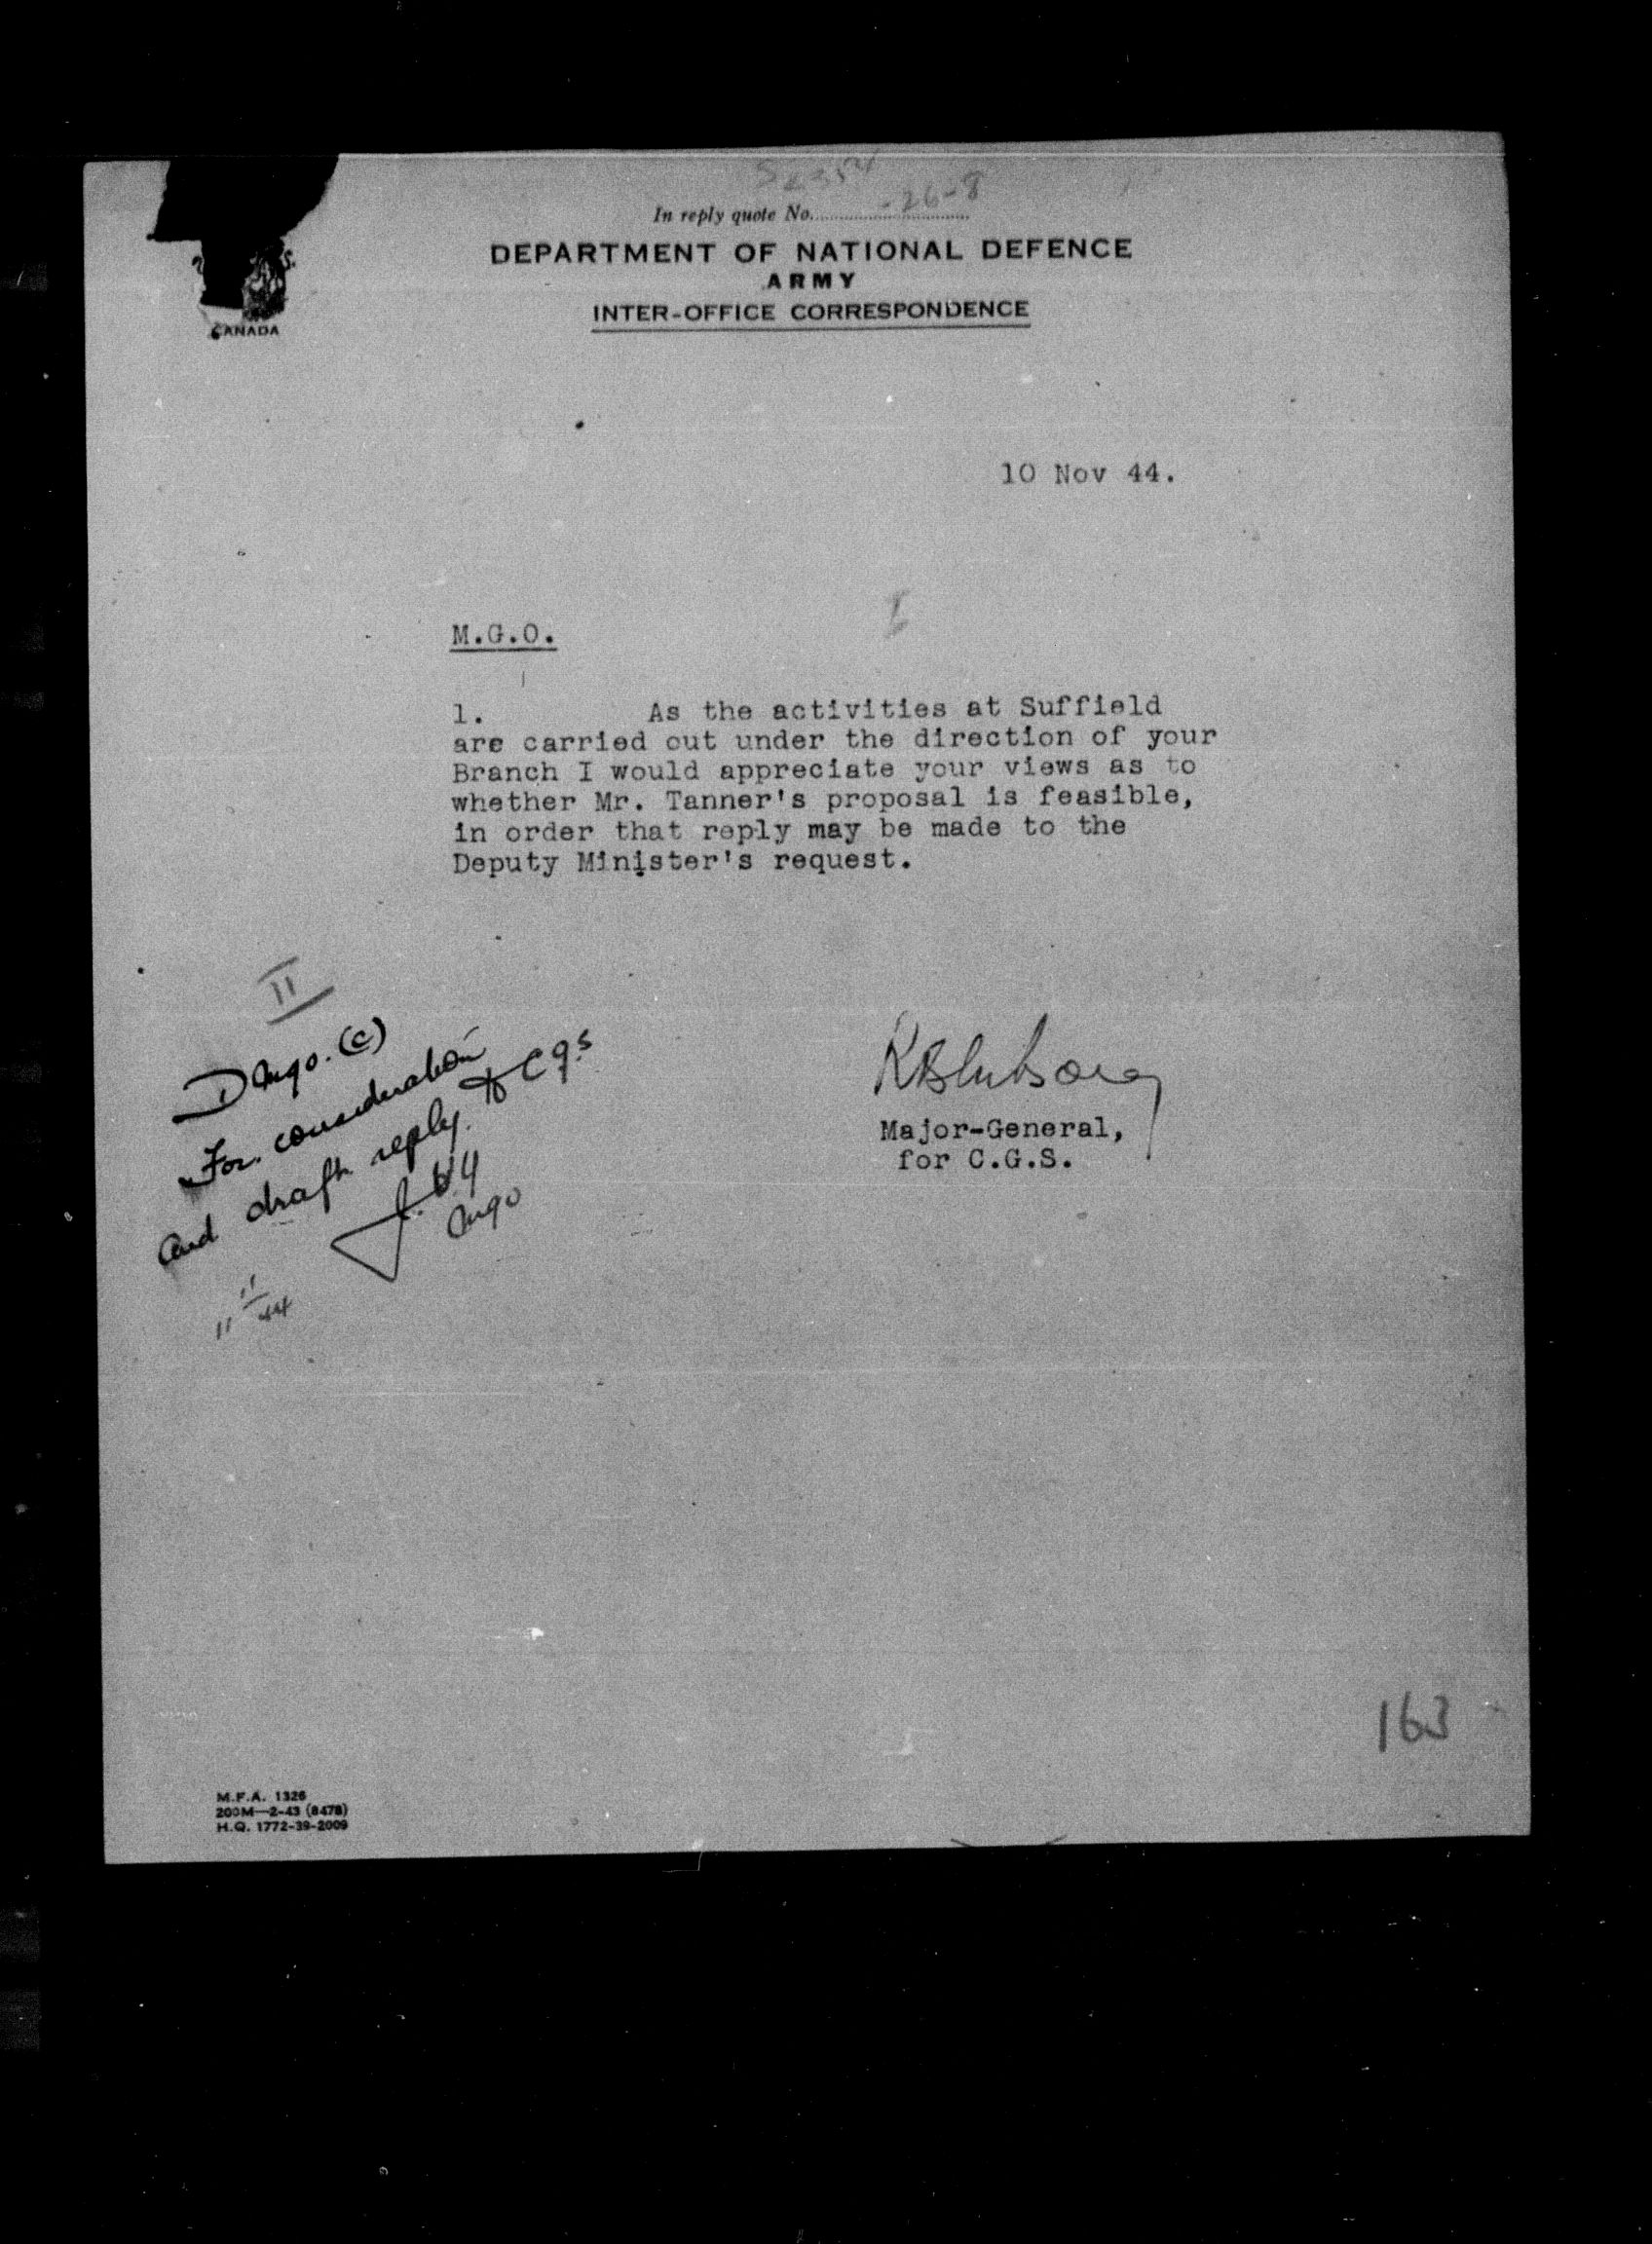 -26-8
In reply quote No.
DEPARTMENT OF NATIONAL DEFENCE
ARMY
INTER-OFFICE CORRESPONDENCE
CANADA
10 Nov 44.
I
M.G.O.
1. As the activities at Suffield
are carried out under the direction of your
Branch I would appreciate your views as to
whether Mr. Tanner's proposal is feasible,
in order that reply may be made to the
Deputy Minister's request.
II
DMGO.(C)
For consideration
and draft reply to CGS
MGO
11/11/44
Major-General,
for C.G.S.
163
M.F.A. 1326
200M—2-43 (8478)
H.Q. 1772-39-2009